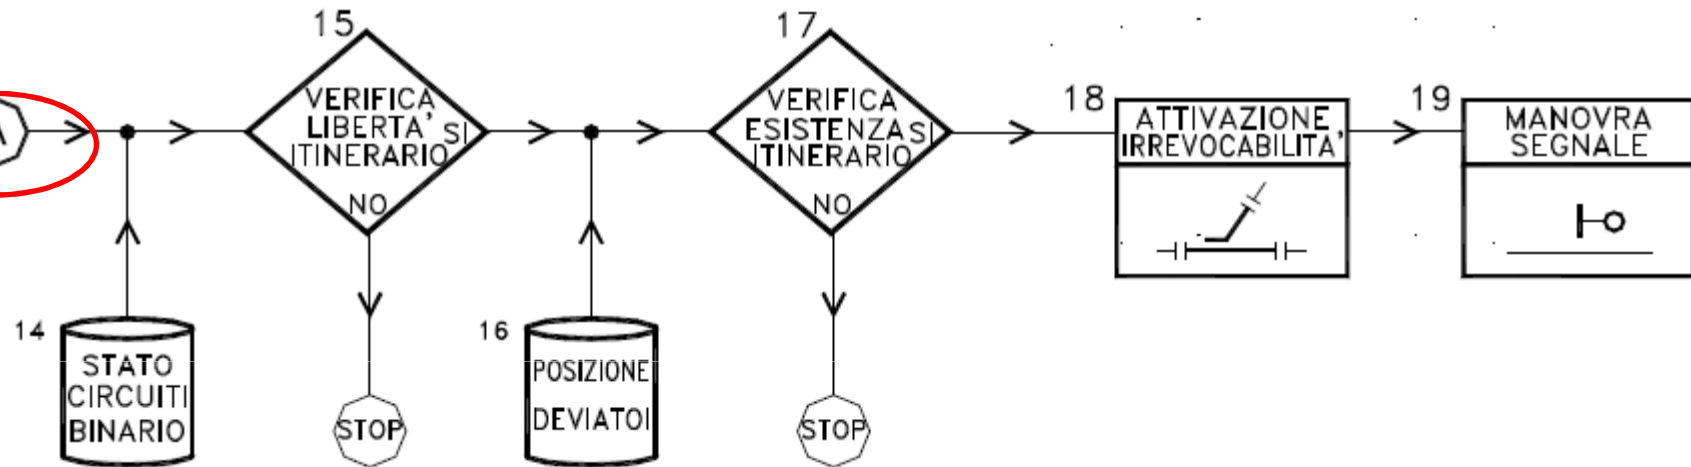 15
VERIFICA
LIBERTA'
SI
ITINERARIO
NO
17
VERIFICA
ESISTENZA
SI
ITINERARIO
NO
18
ATTIVAZIONE
IRREVOCABILITA'
19
MANOVRA
SEGNALE
14
STATO
CIRCUITI
BINARIO
STOP
16
POSIZIONE
DEVIATOI
STOP